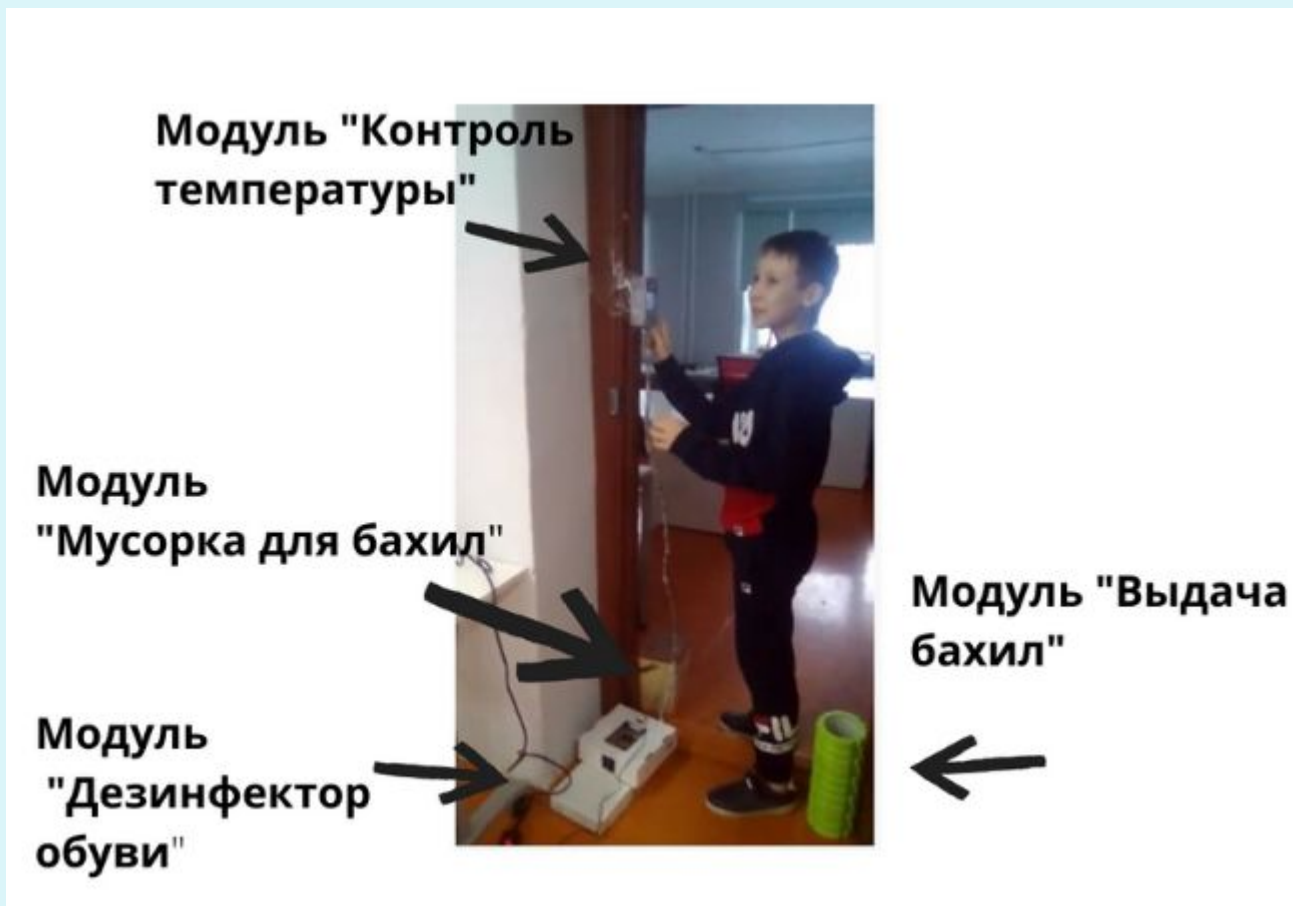 Модуль "Контроль
температуры"
Модуль
"Мусорка для бахил"
Модуль "Выдача
бахил"
Модуль
"Дезинфектор
обуви"